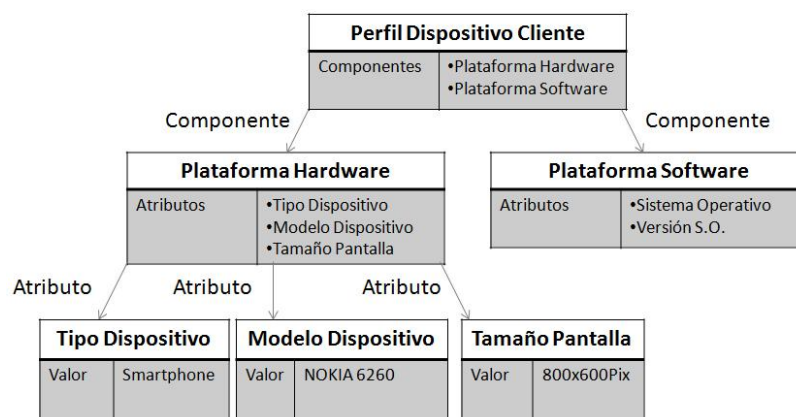 Perfil Dispositivo Cliente
Componentes
•Plataforma Hardware
•Plataforma Software
Componente
Componente
Plataforma Hardware
Atributos
•Tipo Dispositivo
•Modelo Dispositivo
•Tamaño Pantalla
Plataforma Software
Atributos
•Sistema Operativo
•Versión S.O.
Atributo
Atributo
Atributo
Tipo Dispositivo
Valor
Smartphone
Modelo Dispositivo
Valor
NOKIA 6260
Tamaño Pantalla
Valor
800x600Pix